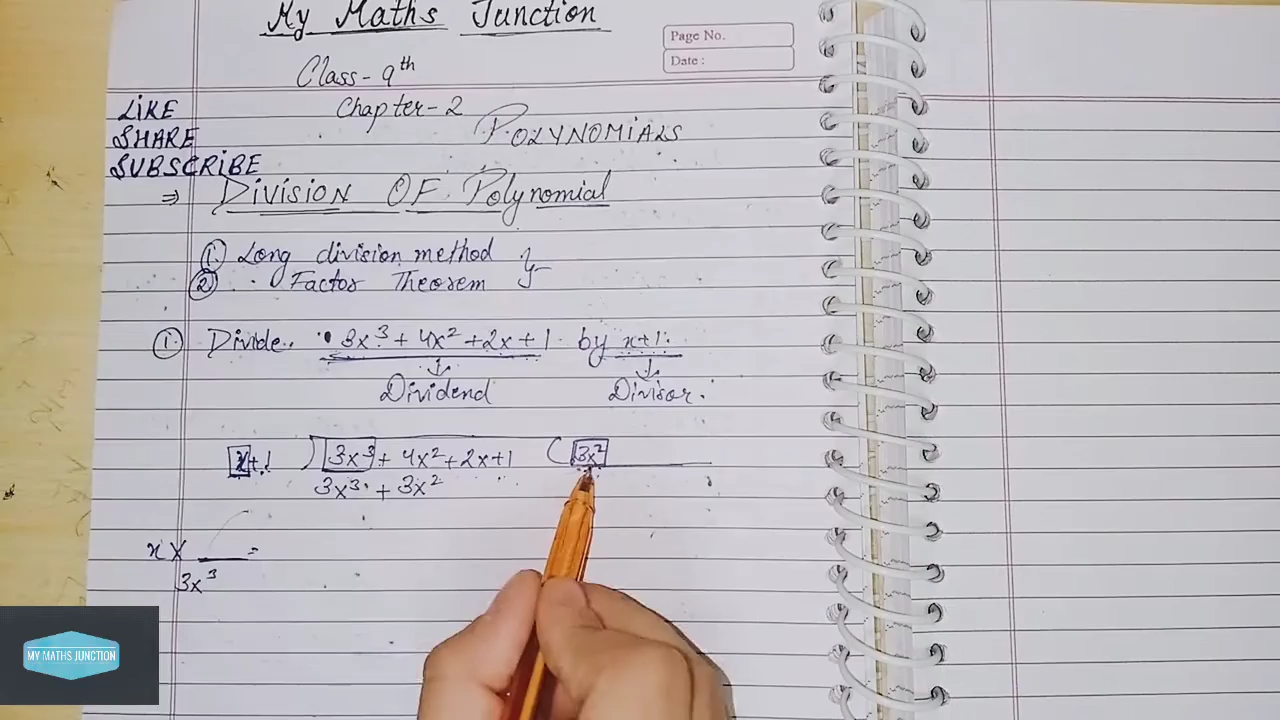 My Maths Junction
Page No.
Date :
Class - 9th
Chapter - 2
LIKE
SHARE
SUBSCRIBE
POLYNOMIALS
⇒ DIVISION OF Polynomial
① Long division method }
② .. Factor Theorem
① Divide.. 3x³ + 4x² + 2x + 1 by x+1.
Dividend Divisor.
x+1 ) 3x³ + 4x² + 2x + 1 ( 3x²
3x³ + 3x²
x × ___ =
3x³
MY MATHS JUNCTION